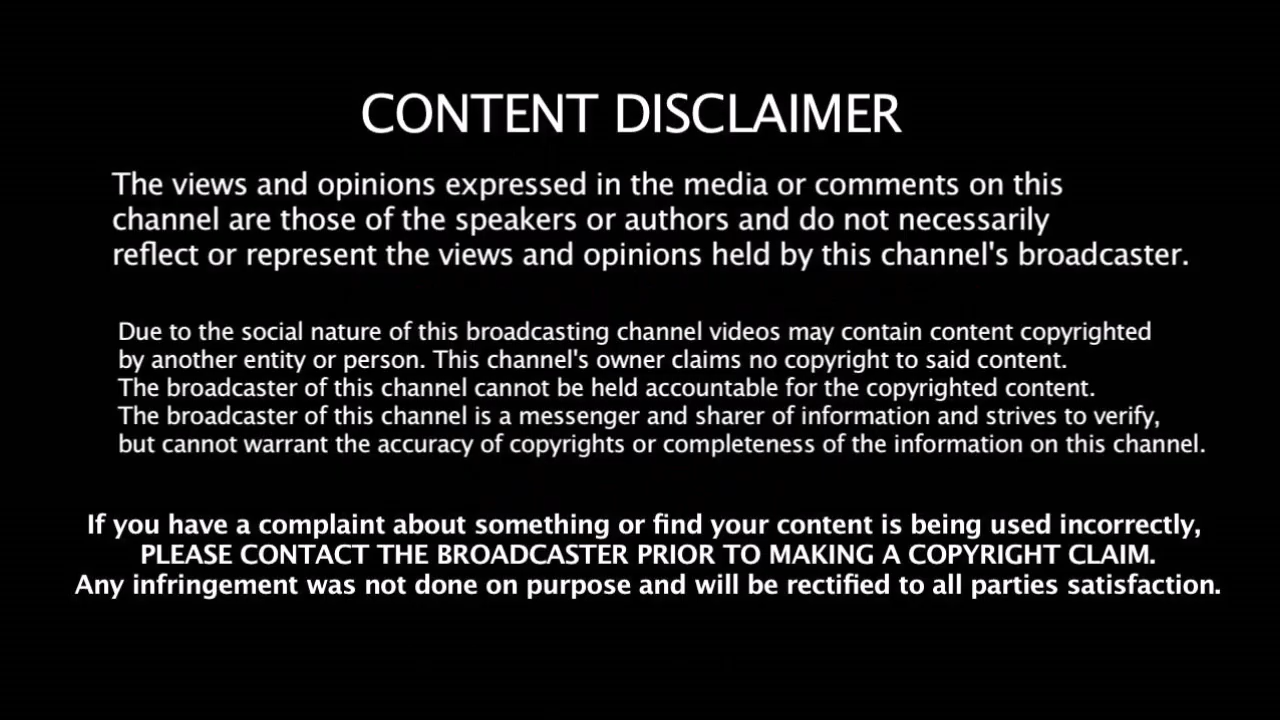 CONTENT DISCLAIMER
The views and opinions expressed in the media or comments on this
channel are those of the speakers or authors and do not necessarily
reflect or represent the views and opinions held by this channel's broadcaster.
Due to the social nature of this broadcasting channel videos may contain content copyrighted
by another entity or person. This channel's owner claims no copyright to said content.
The broadcaster of this channel cannot be held accountable for the copyrighted content.
The broadcaster of this channel is a messenger and sharer of information and strives to verify,
but cannot warrant the accuracy of copyrights or completeness of the information on this channel.
If you have a complaint about something or find your content is being used incorrectly,
PLEASE CONTACT THE BROADCASTER PRIOR TO MAKING A COPYRIGHT CLAIM.
Any infringement was not done on purpose and will be rectified to all parties satisfaction.